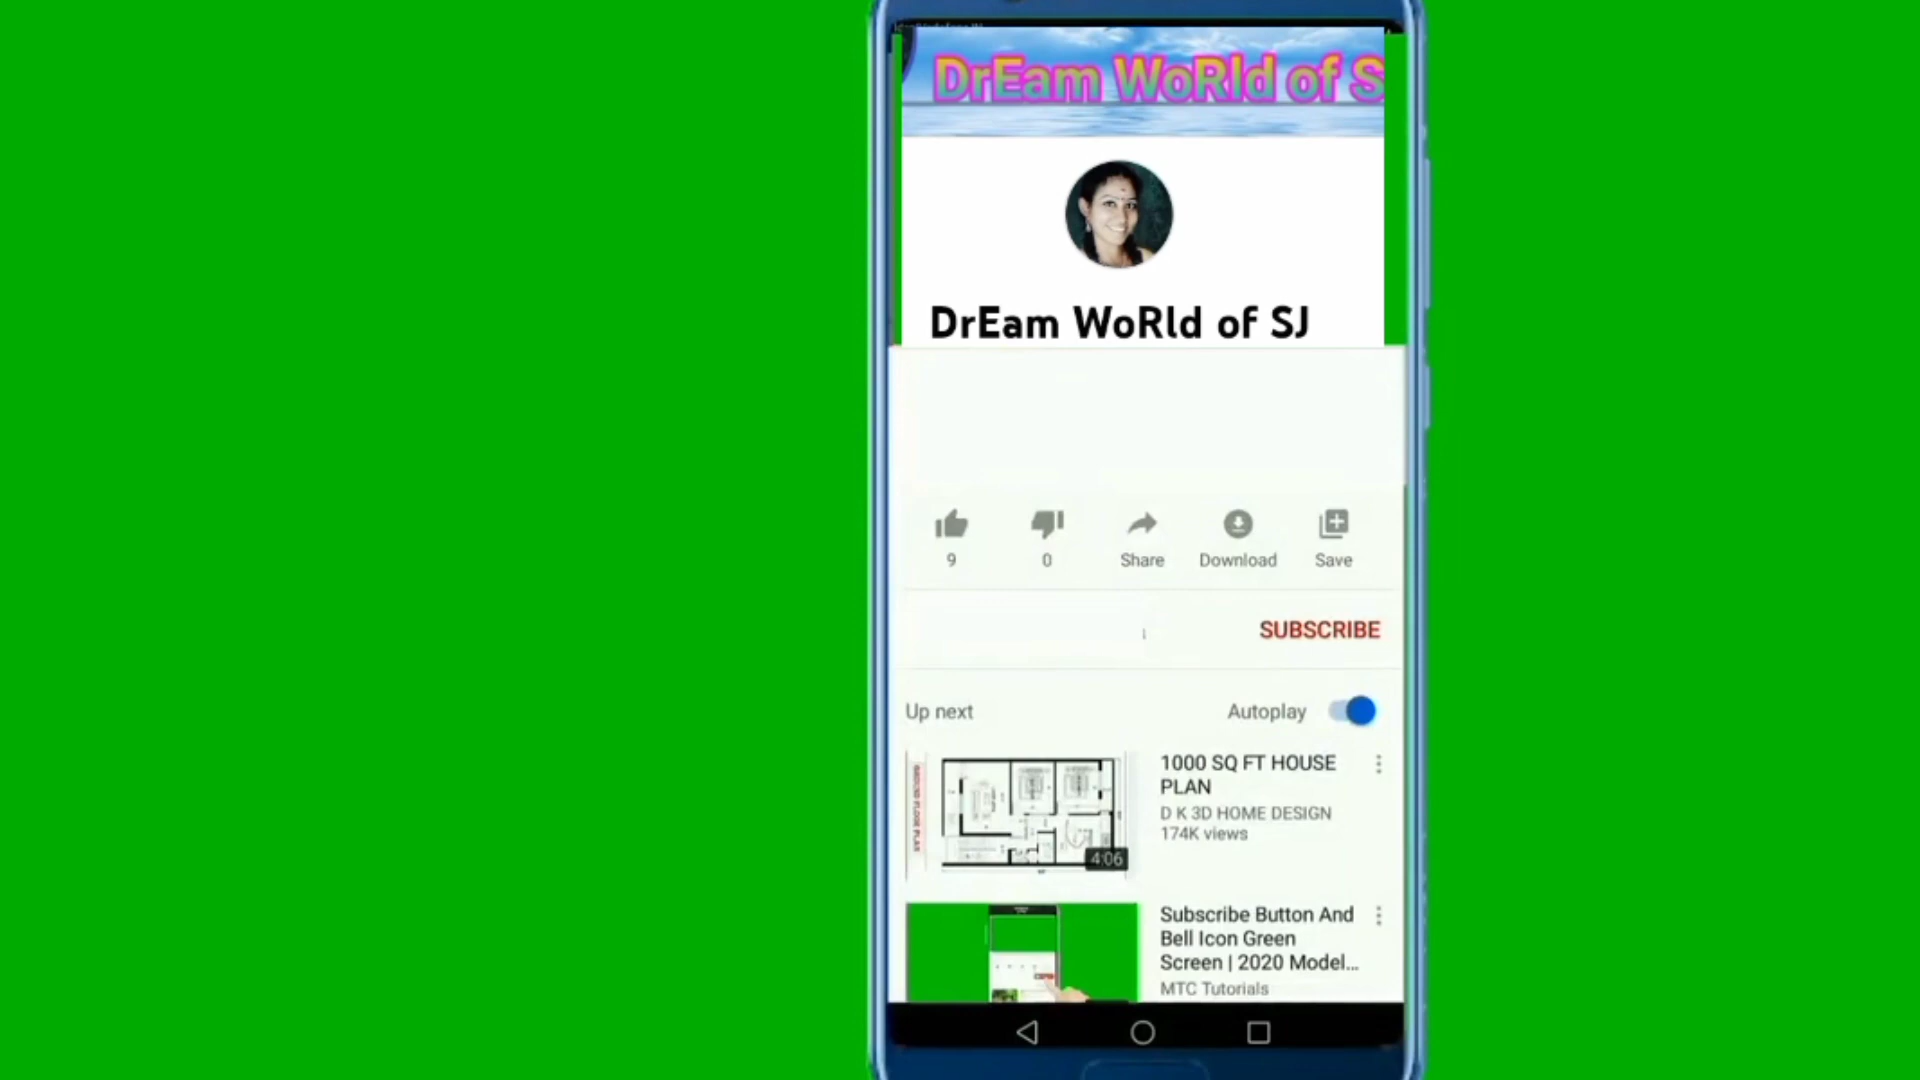 DrEam WoRld of S
DrEam WoRld of SJ
9
0
Share
Download
Save
SUBSCRIBE
Up next
Autoplay
4:06
1000 SQ FT HOUSE
PLAN
D K 3D HOME DESIGN
174K views
Subscribe Button And
Bell Icon Green
Screen | 2020 Model...
MTC Tutorials